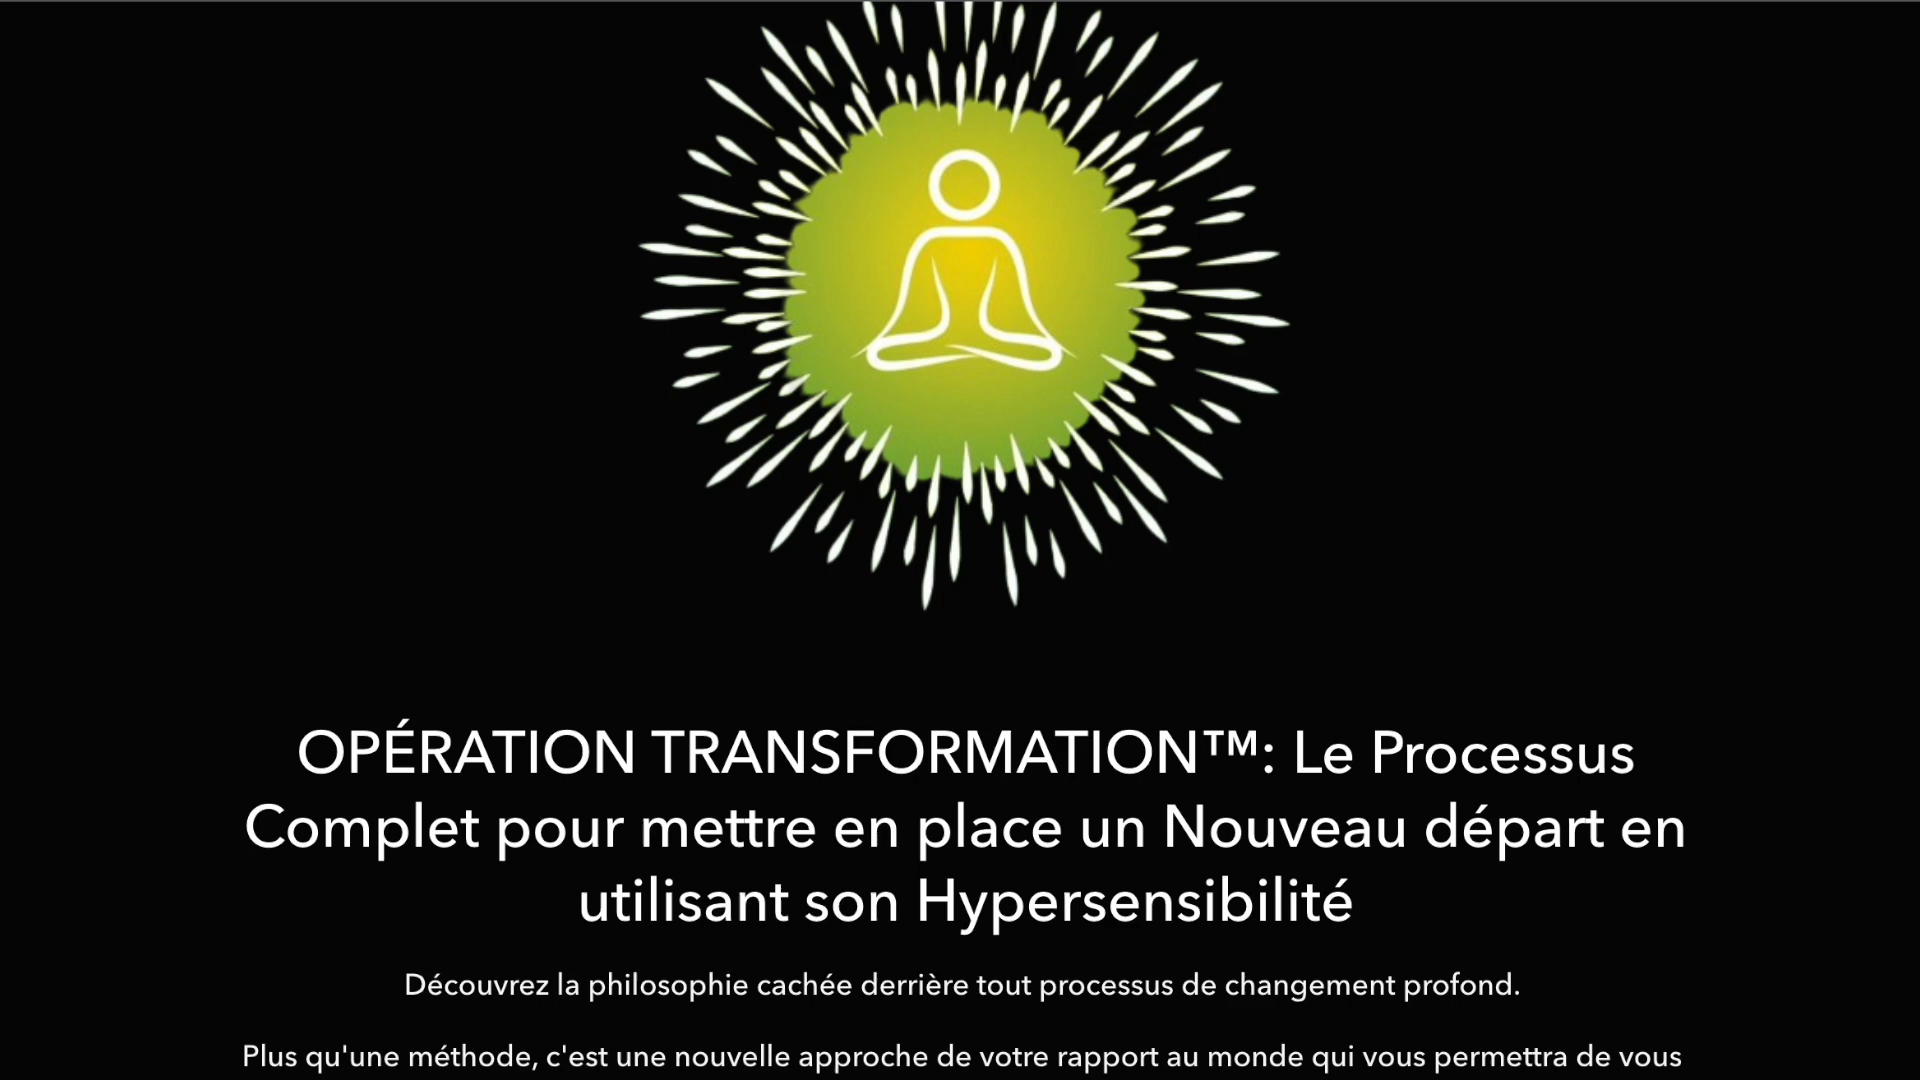 OPÉRATION TRANSFORMATION™: Le Processus
Complet pour mettre en place un Nouveau départ en
utilisant son Hypersensibilité
Découvrez la philosophie cachée derrière tout processus de changement profond.
Plus qu'une méthode, c'est une nouvelle approche de votre rapport au monde qui vous permettra de vous